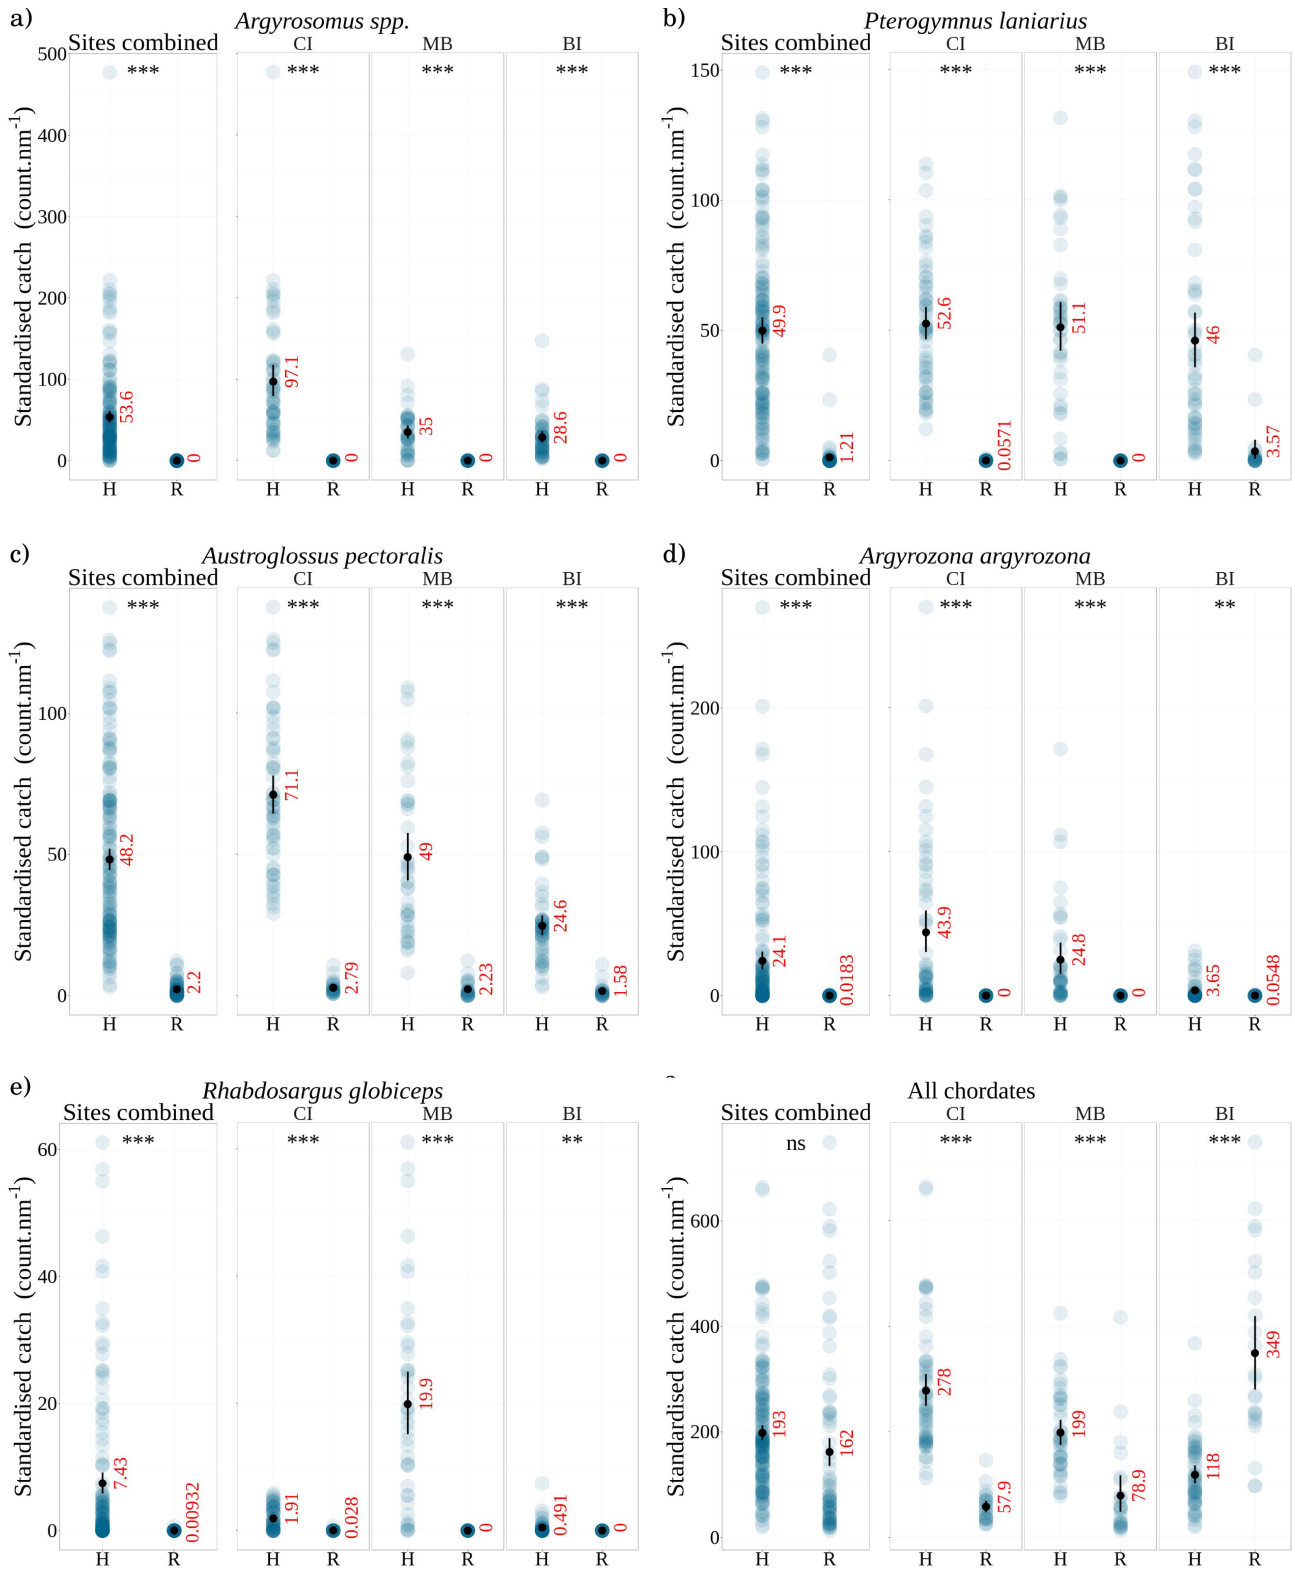 a)
Argyrosomus spp.
Sites combined
CI
MB
BI
Standardised catch (count.nm-1)
500
400
300
200
100
0
***
***
***
***
53.6
0
97.1
0
35
0
28.6
0
H
R
H
R
H
R
H
R
b)
Pterogymnus laniarius
Sites combined
CI
MB
BI
Standardised catch (count.nm-1)
150
100
50
0
***
***
***
***
49.9
1.21
52.6
0.0571
51.1
0
46
3.57
H
R
H
R
H
R
H
R
c)
Austroglossus pectoralis
Sites combined
CI
MB
BI
Standardised catch (count.nm-1)
100
50
0
***
***
***
***
48.2
2.2
71.1
2.79
49
2.23
24.6
1.58
H
R
H
R
H
R
H
R
d)
Argyrozona argyrozona
Sites combined
CI
MB
BI
Standardised catch (count.nm-1)
200
100
0
***
***
***
**
24.1
0.0183
43.9
0
24.8
0
3.65
0.0548
H
R
H
R
H
R
H
R
e)
Rhabdosargus globiceps
Sites combined
CI
MB
BI
Standardised catch (count.nm-1)
60
40
20
0
***
***
***
**
7.43
0.00932
1.91
0.028
19.9
0
0.491
0
H
R
H
R
H
R
H
R
All chordates
Sites combined
CI
MB
BI
Standardised catch (count.nm-1)
600
400
200
0
ns
***
***
***
193
162
278
57.9
199
78.9
118
349
H
R
H
R
H
R
H
R